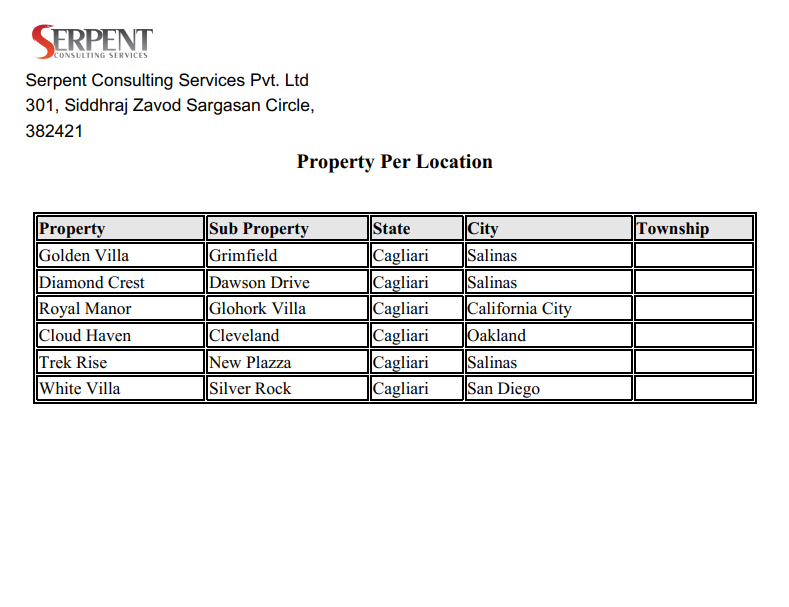 SERPENT
CONSULTING SERVICES
Serpent Consulting Services Pvt. Ltd
301, Siddhraj Zavod Sargasan Circle,
382421
Property Per Location
Property Sub Property State City Township
Golden Villa Grimfield Cagliari Salinas
Diamond Crest Dawson Drive Cagliari Salinas
Royal Manor Glohork Villa Cagliari California City
Cloud Haven Cleveland Cagliari Oakland
Trek Rise New Plazza Cagliari Salinas
White Villa Silver Rock Cagliari San Diego